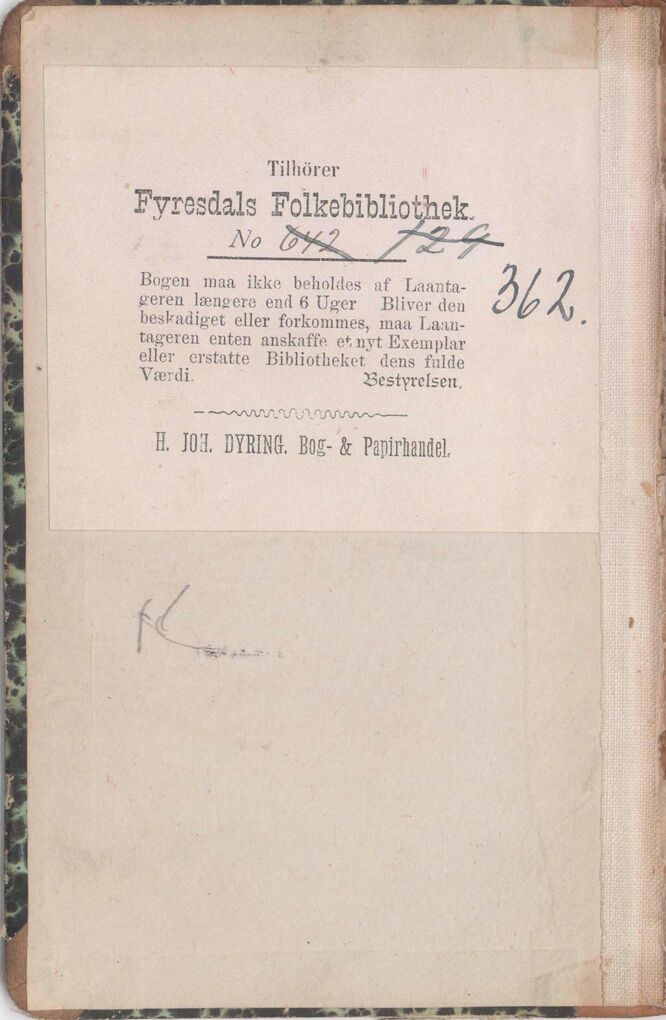 Tilhörer
Fyresdals Folkebibliothek.
No 642 129
362.
Bogen maa ikke beholdes af Laanta-
geren længere end 6 Uger Bliver den
beskadiget eller forkommes, maa Laan-
tageren enten anskaffe et nyt Exemplar
eller erstatte Bibliotheket dens fulde
Værdi. Bestyrelsen.
H. JOH. DYRING. Bog- & Papirhandel.